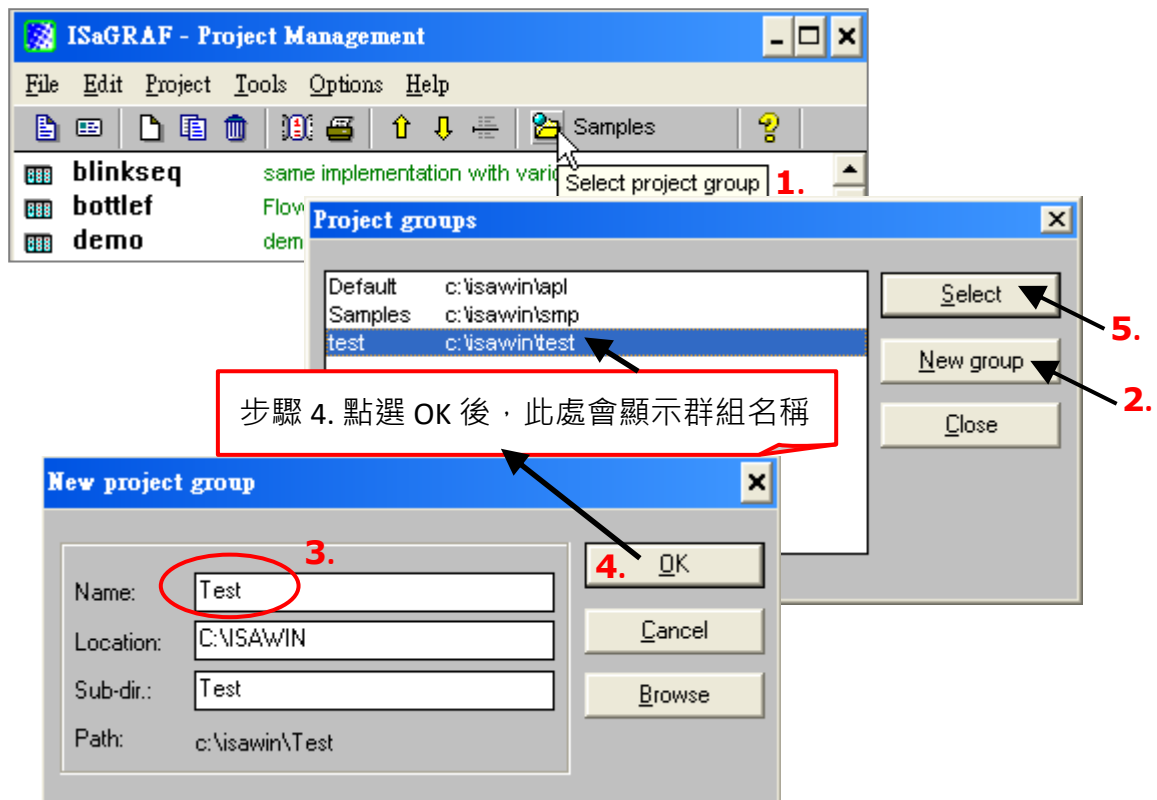 ISaGRAF - Project Management
File Edit Project Tools Options Help
Samples
blinkseq same implementation with vario
Select project group 1.
bottlef Flow
demo dem
Project groups
Default c:\isawin\apl
Samples c:\isawin\smp
test c:\isawin\test
Select
5.
New group
2.
Close
步驟 4. 點選 OK 後，此處會顯示群組名稱
New project group
3.
4. OK
Name: Test
Location: C:\ISAWIN
Cancel
Sub-dir.: Test
Browse
Path: c:\isawin\Test